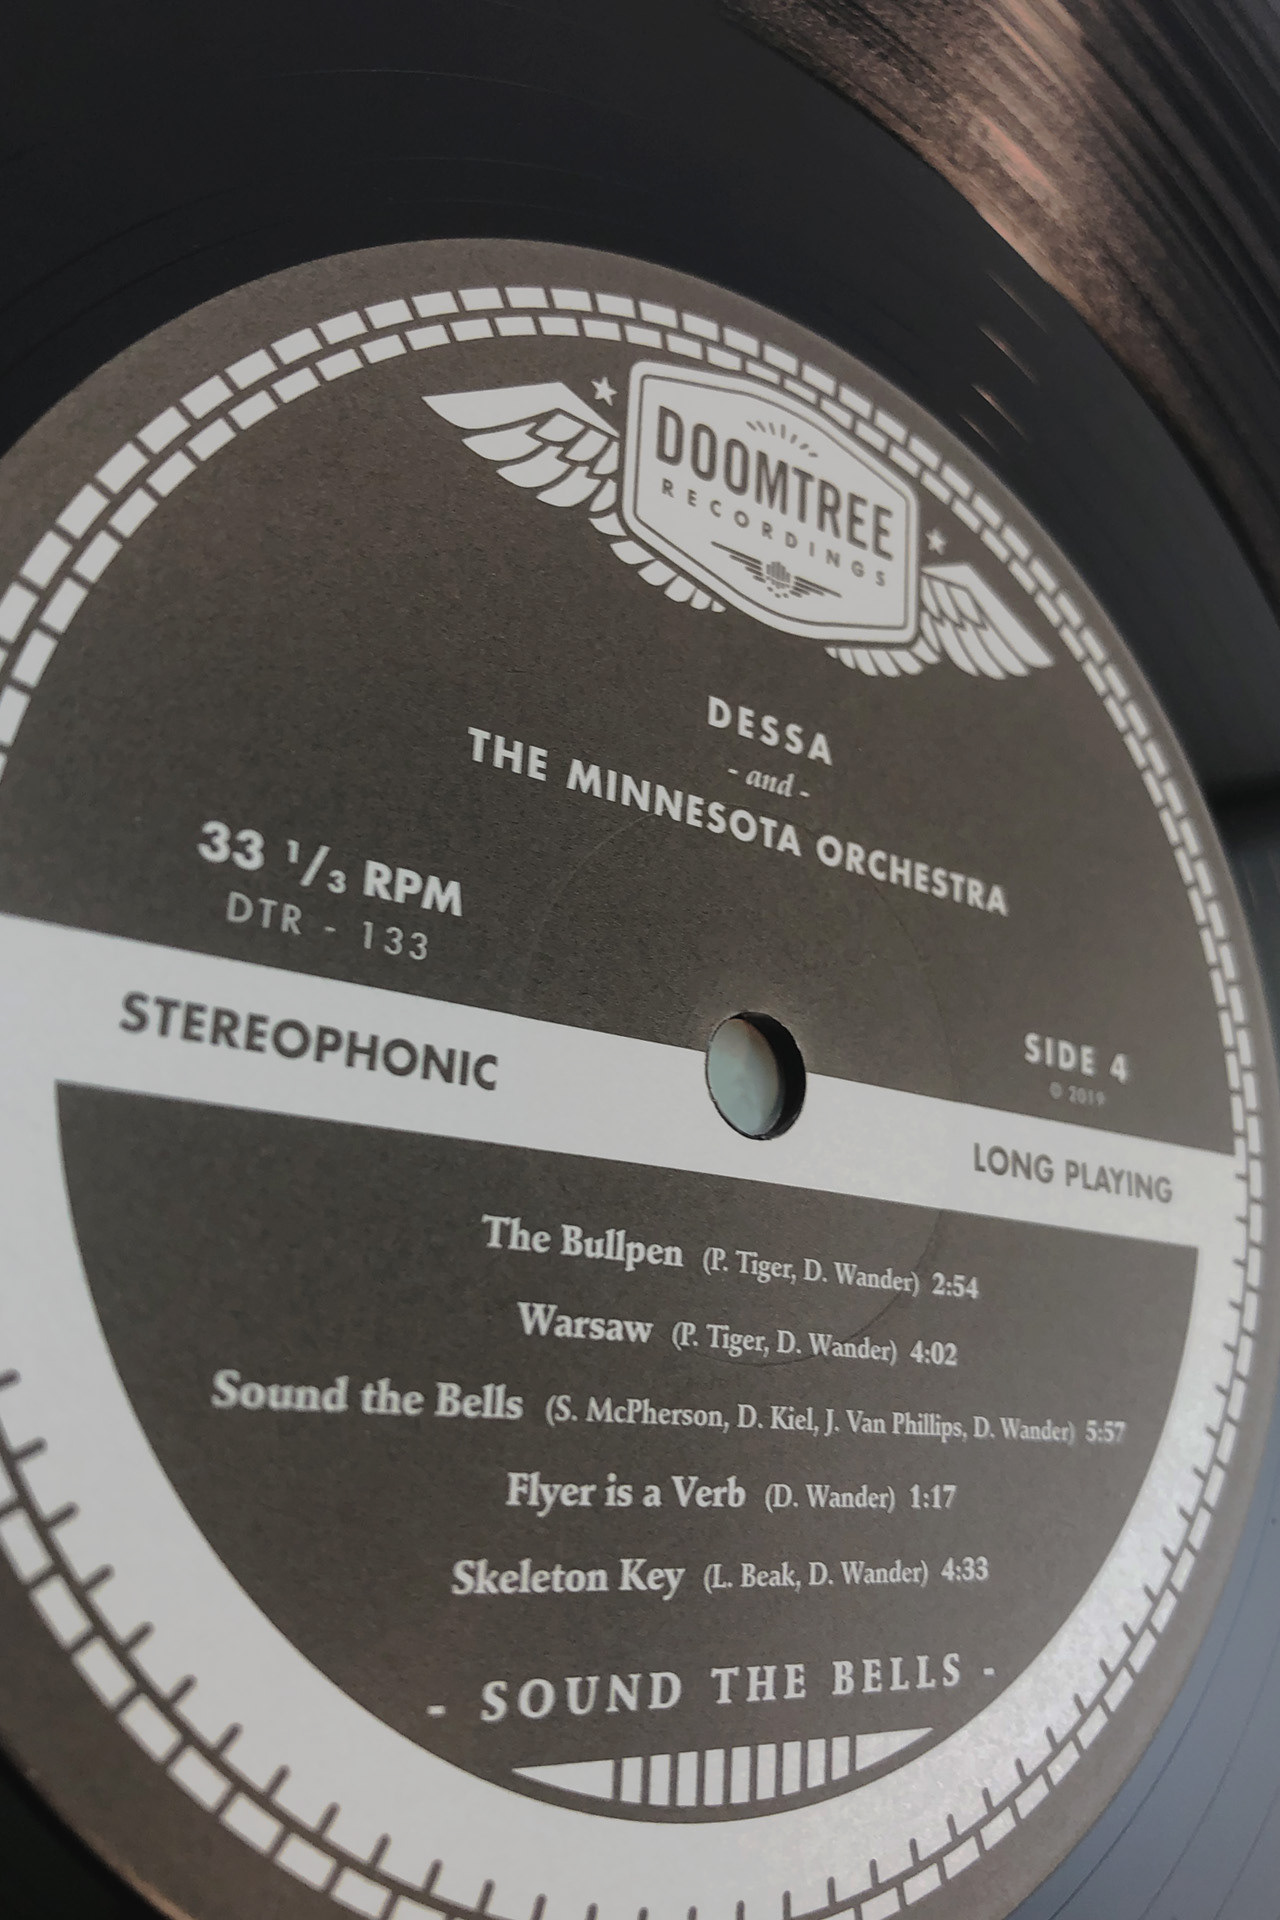 DOOMTREE
RECORDINGS
DESSA
- and -
THE MINNESOTA ORCHESTRA
33 1/3 RPM
DTR - 133
SIDE 4
© 2019
STEREOPHONIC
LONG PLAYING
The Bullpen (P. Tiger, D. Wander) 2:54
Warsaw (P. Tiger, D. Wander) 4:02
Sound the Bells (S. McPherson, D. Kiel, J. Van Phillips, D. Wander) 5:57
Flyer is a Verb (D. Wander) 1:17
Skeleton Key (L. Beak, D. Wander) 4:33
- SOUND THE BELLS -